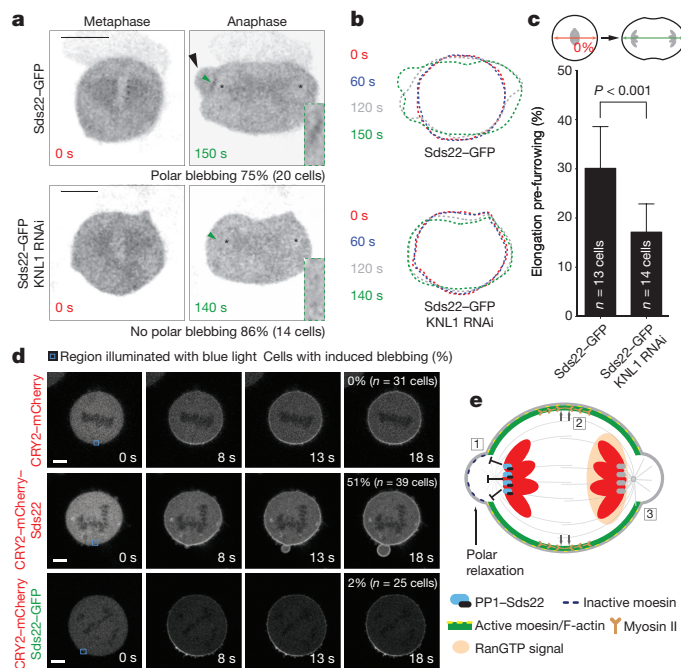 a
Metaphase
Anaphase
Sds22–GFP
0 s
150 s
Polar blebbing 75% (20 cells)
Sds22–GFP
KNL1 RNAi
0 s
140 s
No polar blebbing 86% (14 cells)
b
0 s
60 s
120 s
150 s
Sds22–GFP
0 s
60 s
120 s
140 s
Sds22–GFP
KNL1 RNAi
c
0%
P < 0.001
Elongation pre-furrowing (%)
50
40
30
20
10
0
n = 13 cells
n = 14 cells
Sds22–GFP
Sds22–GFP
KNL1 RNAi
d
Region illuminated with blue light Cells with induced blebbing (%)
CRY2–mCherry
0% (n = 31 cells)
0 s
8 s
13 s
18 s
CRY2–mCherry–
Sds22
51% (n = 39 cells)
0 s
8 s
13 s
18 s
CRY2–mCherry
Sds22–GFP
2% (n = 25 cells)
0 s
8 s
13 s
18 s
e
1
2
3
Polar
relaxation
PP1–Sds22
Inactive moesin
Active moesin/F-actin
Myosin II
RanGTP signal